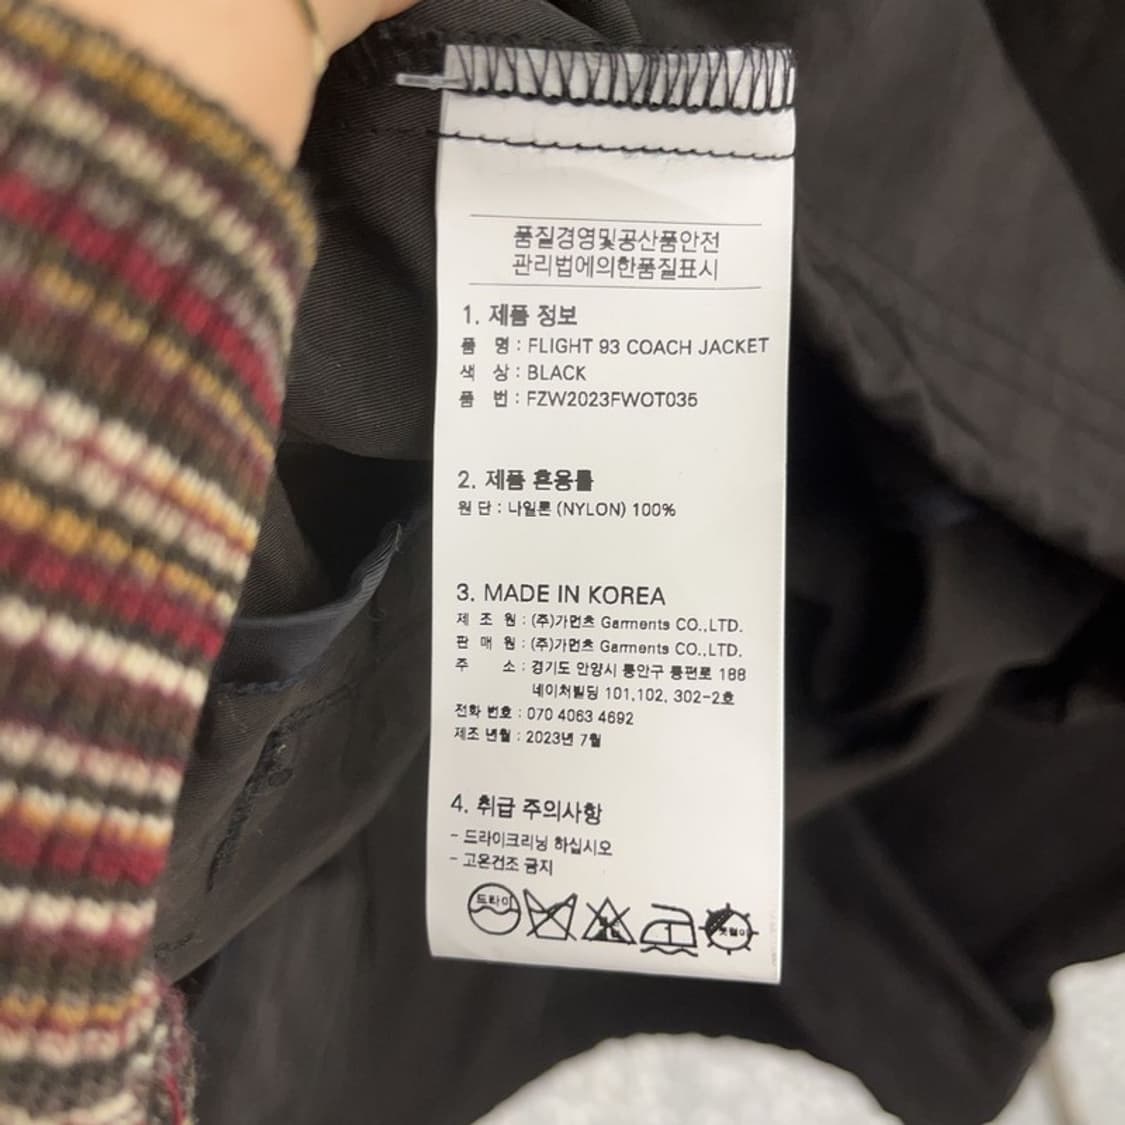 품질경영및공산품안전
관리법에의한품질표시
1. 제품 정보
품 명 : FLIGHT 93 COACH JACKET
색 상 : BLACK
품 번 : FZW2023FWOT035
2. 제품 혼용률
원 단 : 나일론 (NYLON) 100%
3. MADE IN KOREA
제 조 원 : (주)가먼츠 Garments CO.,LTD.
판 매 원 : (주)가먼츠 Garments CO.,LTD.
주 소 : 경기도 안양시 동안구 동편로 188
네이처빌딩 101,102, 302-2호
전화 번호 : 070 4063 4692
제조 년월 : 2023년 7월
4. 취급 주의사항
- 드라이크리닝 하십시오
- 고온건조 금지
드라이
1
옷걸이